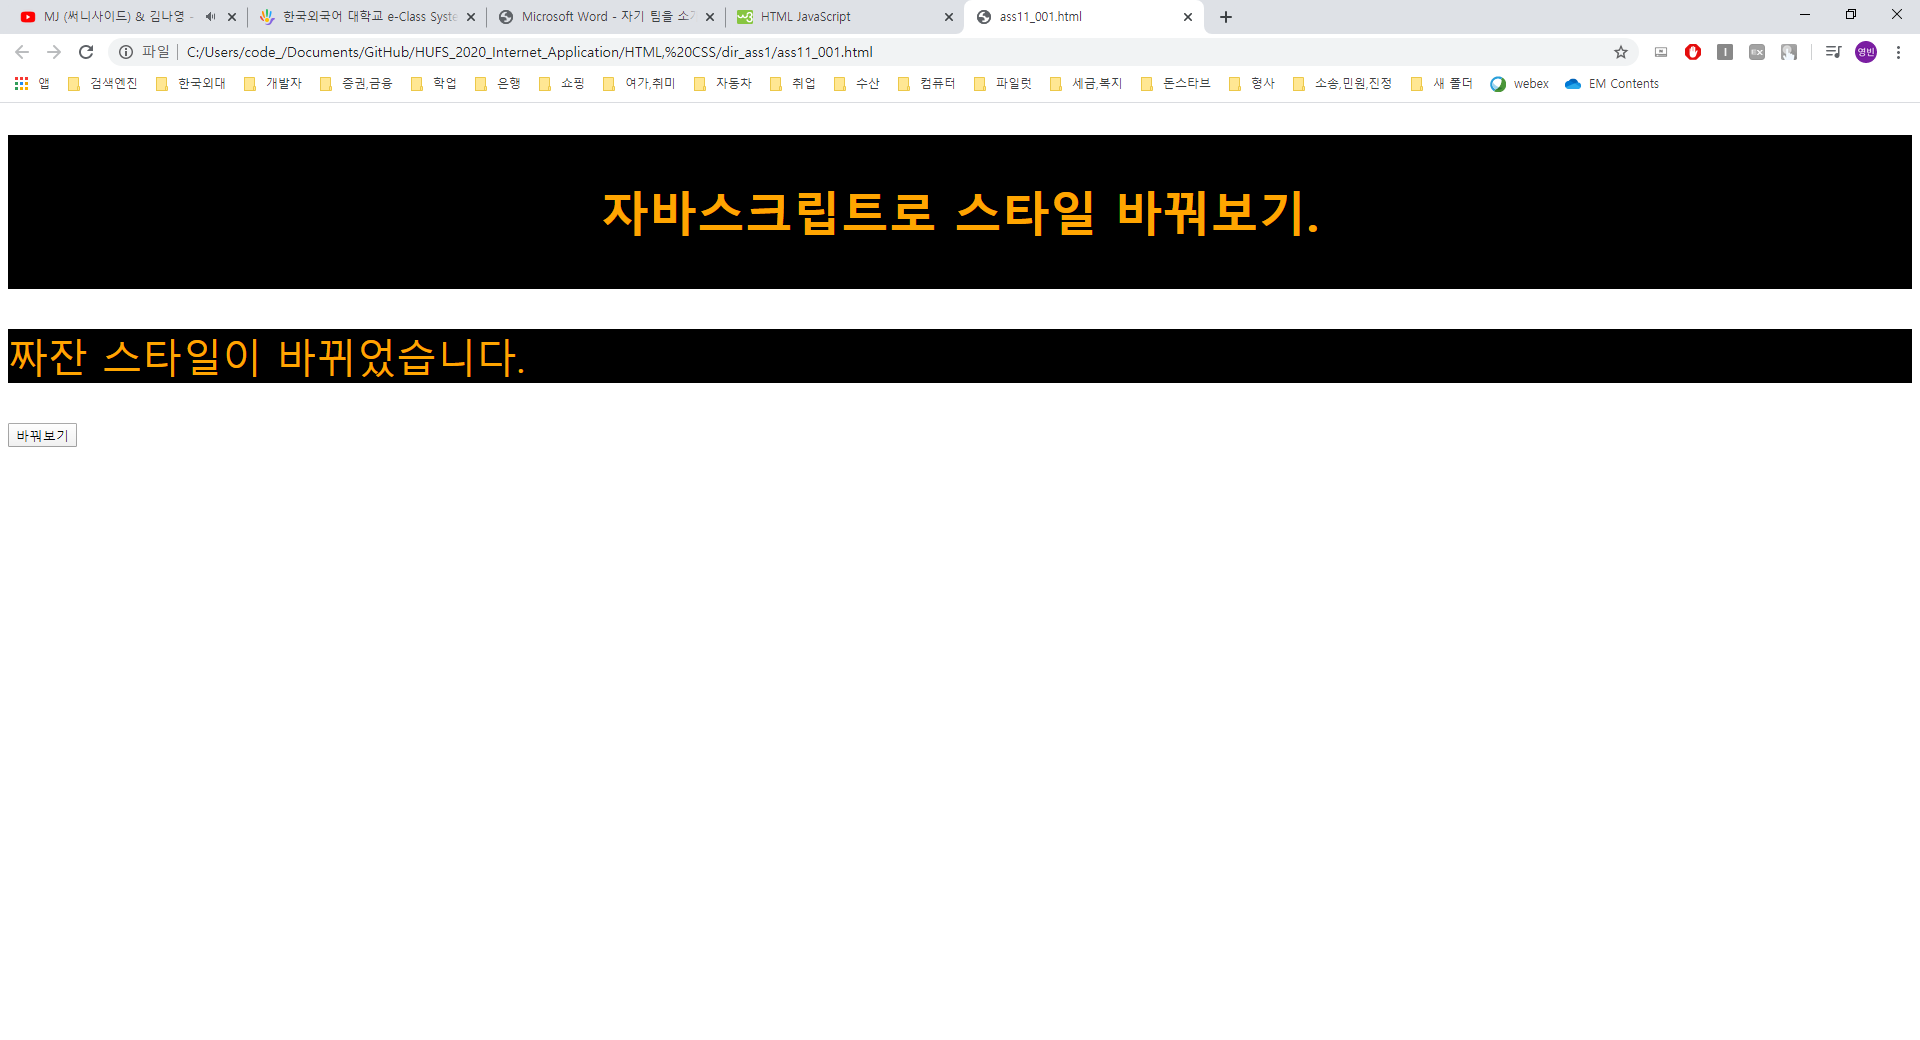 MJ (써니사이드) & 김나영 -
한국외국어 대학교 e-Class Syste
Microsoft Word - 자기 팀을 소개
HTML JavaScript
ass11_001.html
파일
C:/Users/code_/Documents/GitHub/HUFS_2020_Internet_Application/HTML,%20CSS/dir_ass1/ass11_001.html
영빈
앱 검색엔진 한국외대 개발자 증권,금융 학업 은행 쇼핑 여가,취미 자동차 취업 수산 컴퓨터 파일럿 세금,복지 돈스타브 형사 소송,민원,진정 새 폴더 webex EM Contents
자바스크립트로 스타일 바꿔보기.
짜잔 스타일이 바뀌었습니다.
바꿔보기